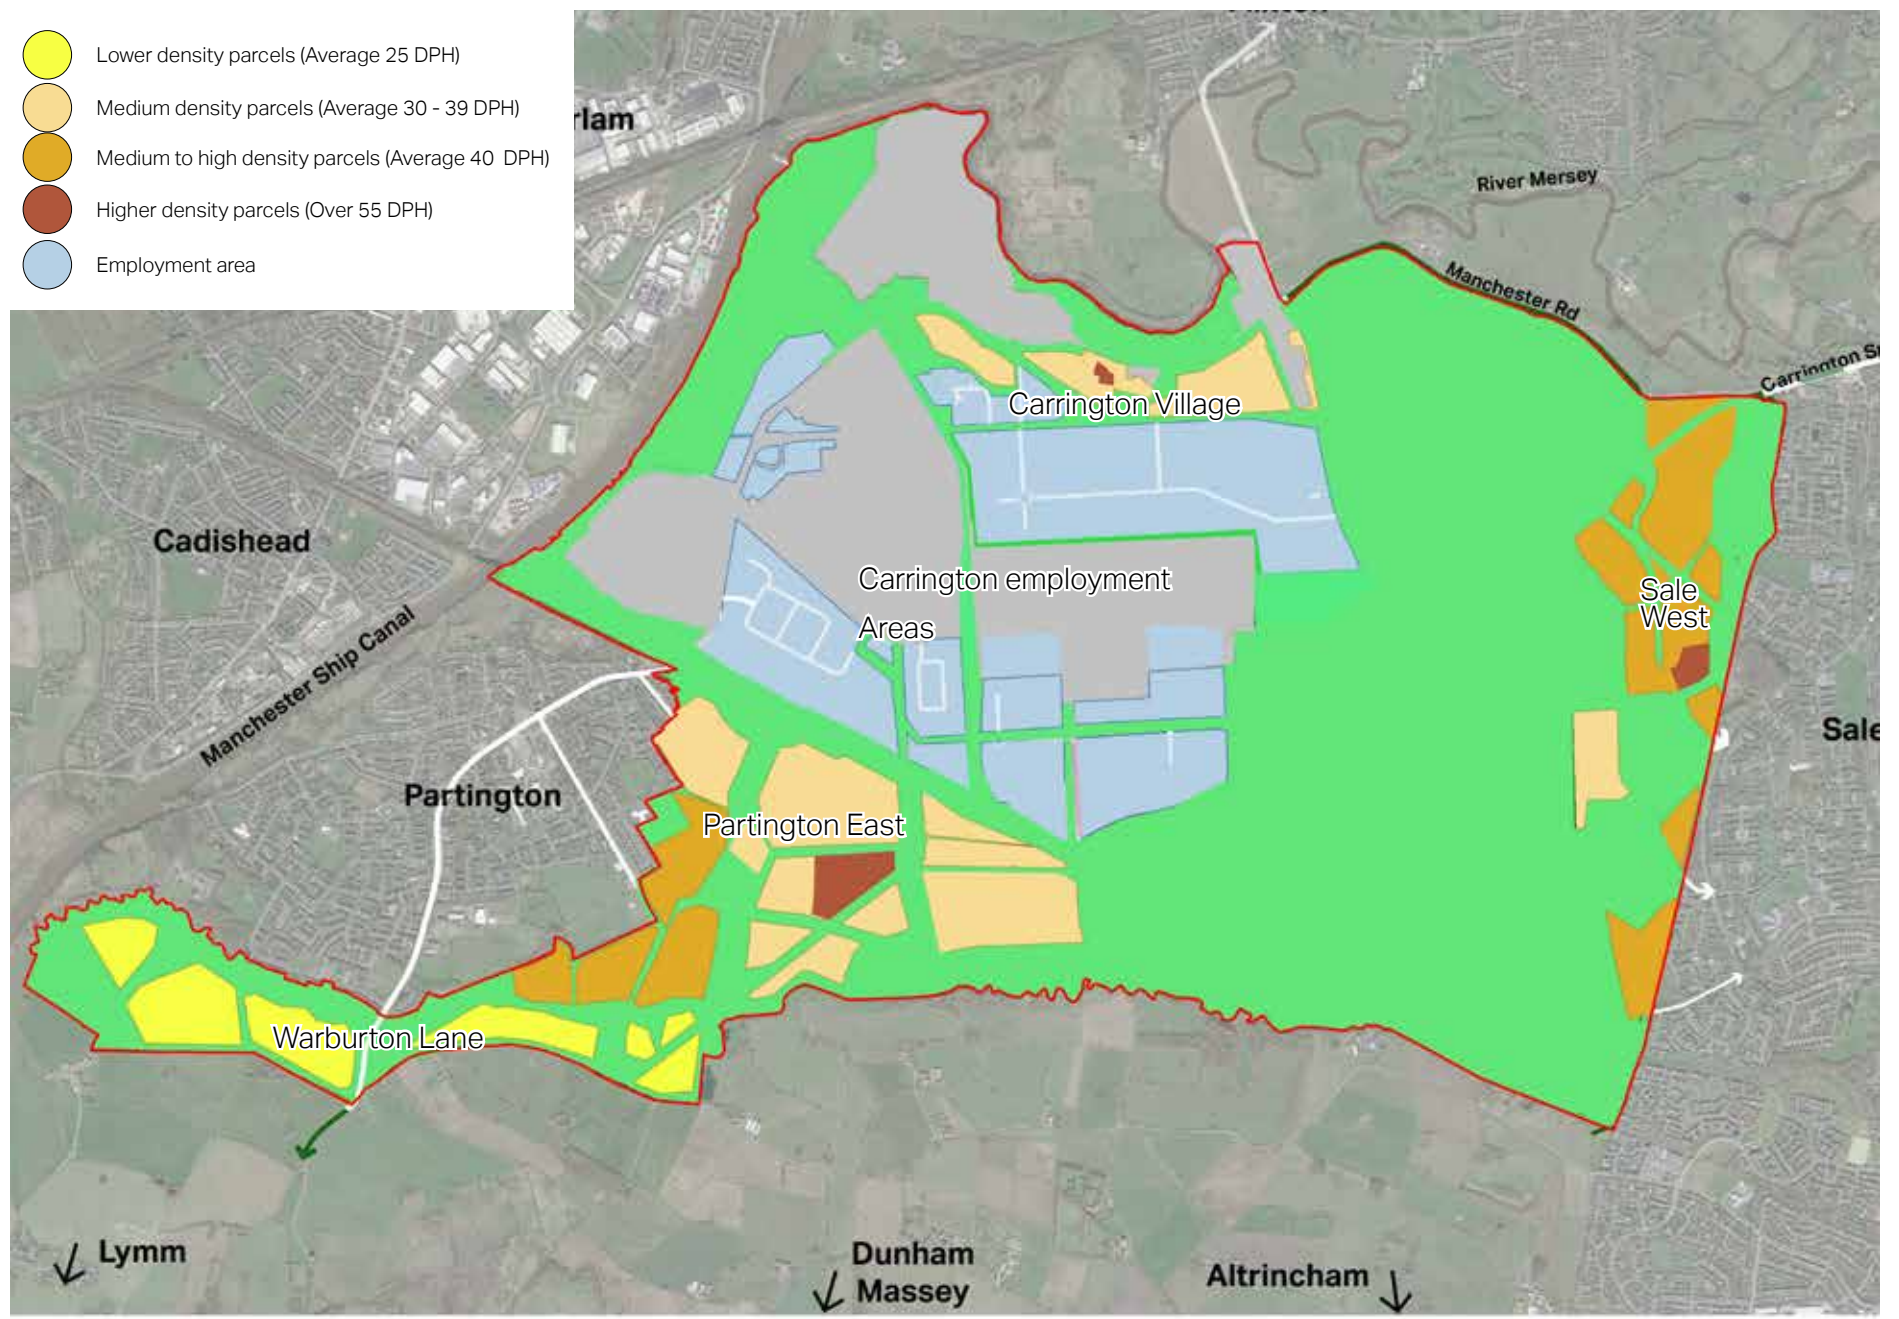 Lower density parcels (Average 25 DPH)
Medium density parcels (Average 30 - 39 DPH)
Medium to high density parcels (Average 40 DPH)
Higher density parcels (Over 55 DPH)
Employment area
rlam
River Mersey
Manchester Rd
Carrington
Carrington Village
Cadishead
Carrington employment
Areas
Sale
West
Manchester Ship Canal
Sale
Partington
Partington East
Warburton Lane
Lymm
Dunham
Massey
Altrincham